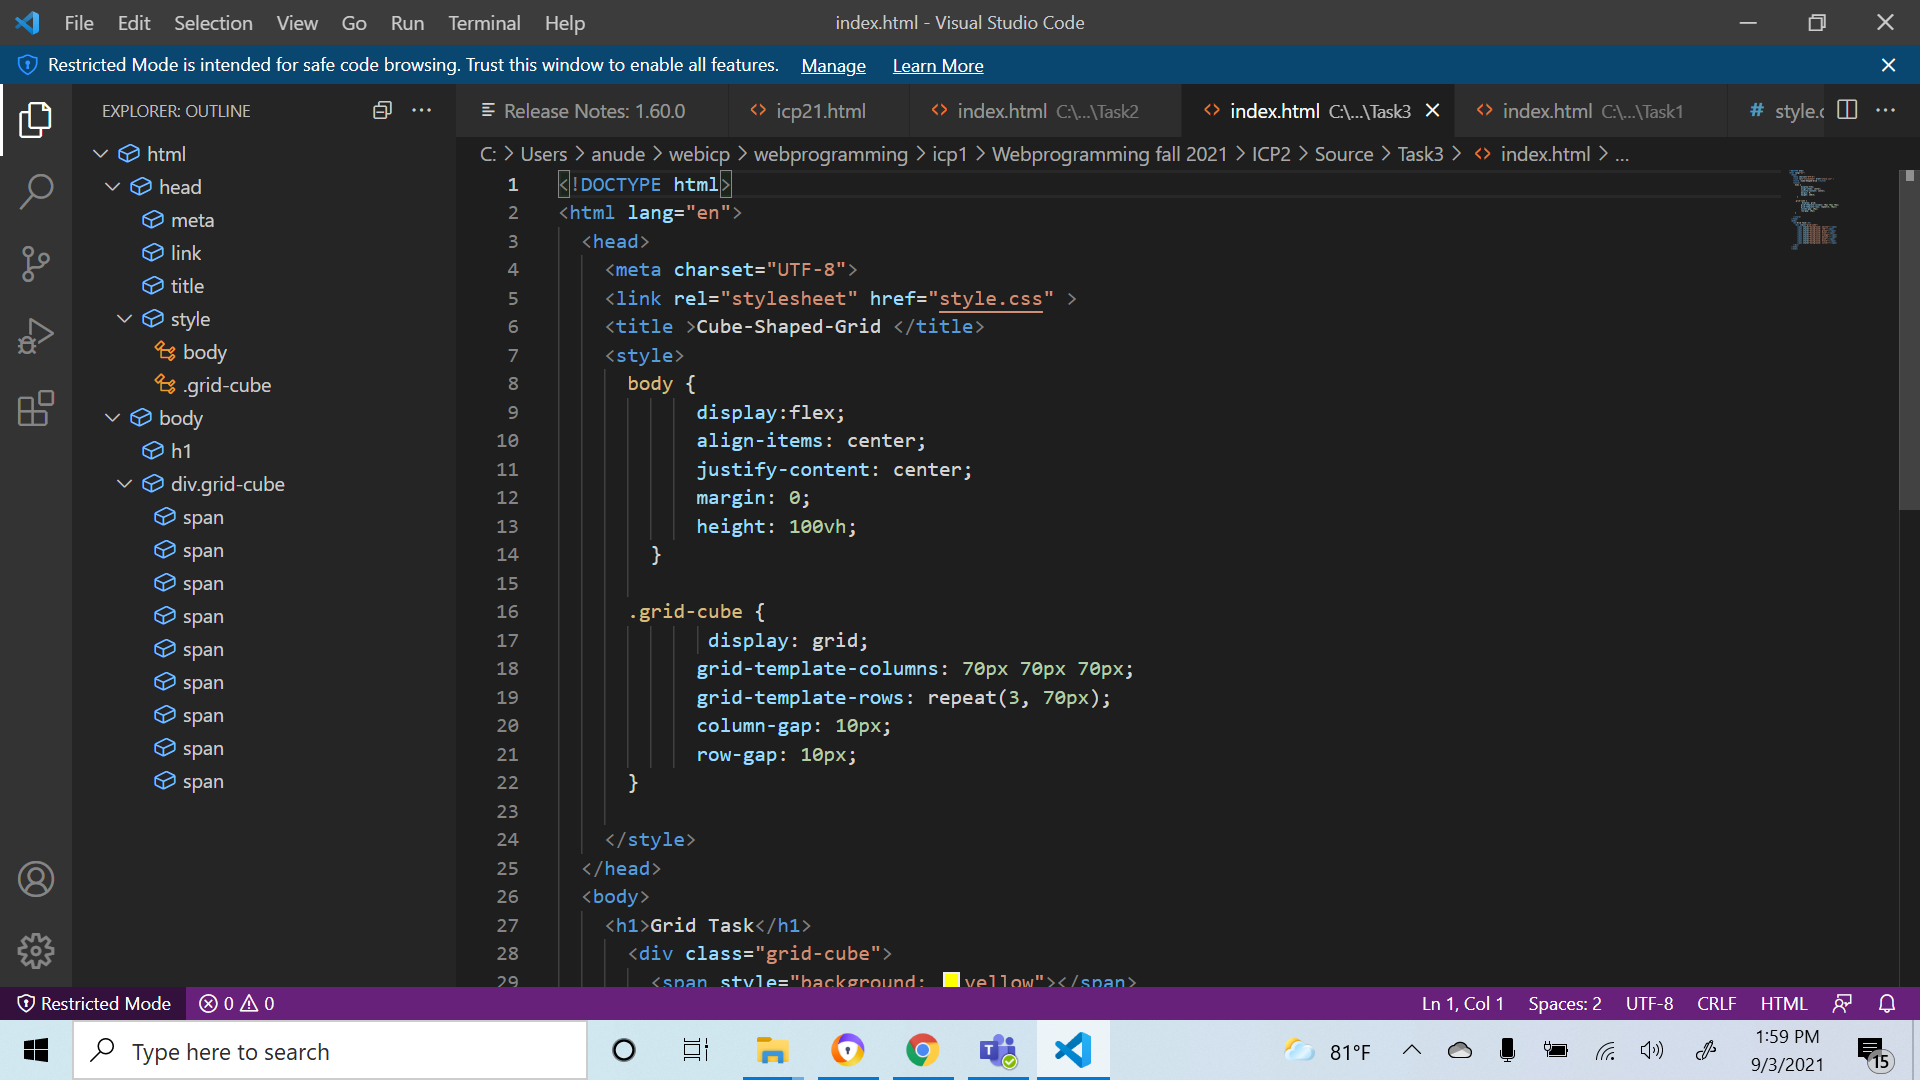 File Edit Selection View Go Run Terminal Help
index.html - Visual Studio Code
Restricted Mode is intended for safe code browsing. Trust this window to enable all features. Manage Learn More
EXPLORER: OUTLINE
html
head
meta
link
title
style
body
.grid-cube
body
h1
div.grid-cube
span
span
span
span
span
span
span
span
span
Release Notes: 1.60.0 icp21.html index.html C:\...\Task2 index.html C:\...\Task3 index.html C:\...\Task1 # style.c
C: > Users > anude > webicp > webprogramming > icp1 > Webprogramming fall 2021 > ICP2 > Source > Task3 > index.html > ...
1 <!DOCTYPE html>
2 <html lang="en">
3 <head>
4 <meta charset="UTF-8">
5 <link rel="stylesheet" href="style.css" >
6 <title >Cube-Shaped-Grid </title>
7 <style>
8 body {
9 display:flex;
10 align-items: center;
11 justify-content: center;
12 margin: 0;
13 height: 100vh;
14 }
15
16 .grid-cube {
17 display: grid;
18 grid-template-columns: 70px 70px 70px;
19 grid-template-rows: repeat(3, 70px);
20 column-gap: 10px;
21 row-gap: 10px;
22 }
23
24 </style>
25 </head>
26 <body>
27 <h1>Grid Task</h1>
28 <div class="grid-cube">
29 <span style="background: yellow"></span>
Restricted Mode 0 0 Ln 1, Col 1 Spaces: 2 UTF-8 CRLF HTML
Type here to search
81°F
1:59 PM
9/3/2021
15